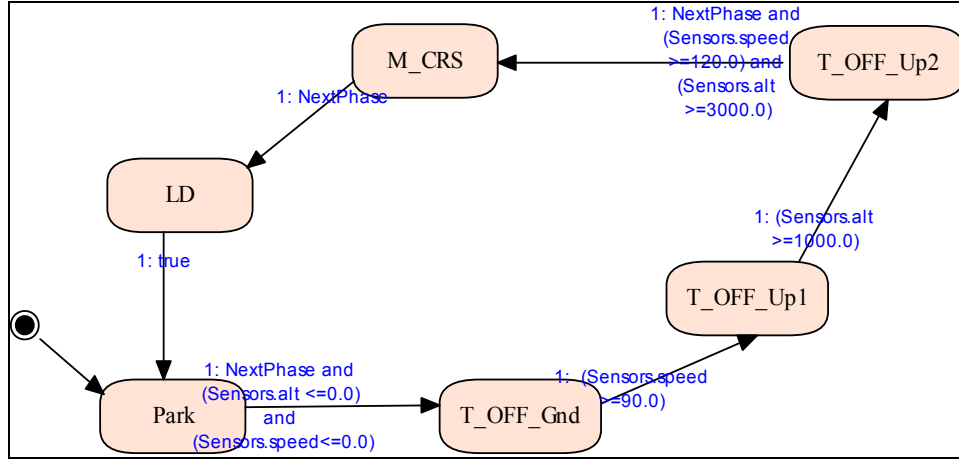 1: NextPhase and
(Sensors.speed
>=120.0) and
(Sensors.alt
>=3000.0)
M_CRS
T_OFF_Up2
1: NextPhase
LD
1: (Sensors.alt
>=1000.0)
1: true
T_OFF_Up1
1: NextPhase and
(Sensors.alt <=0.0)
and
(Sensors.speed<=0.0)
1: (Sensors.speed
>=90.0)
Park
T_OFF_Gnd